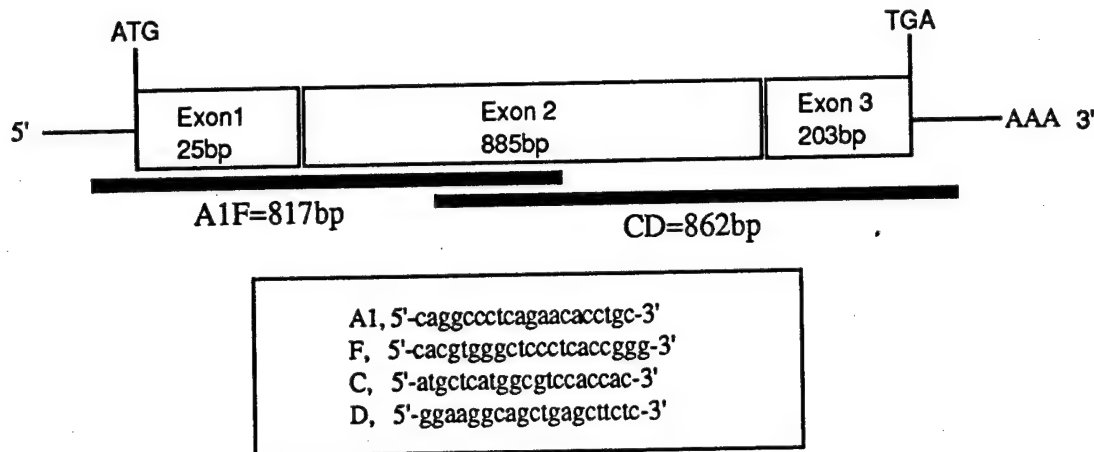 ATG
TGA
5'
Exon1
25bp
Exon 2
885bp
Exon 3
203bp
AAA 3'
A1F=817bp
CD=862bp
A1, 5'-caggccctcagaacacctgc-3'
F, 5'-cacgtgggctccctcaccggg-3'
C, 5'-atgctcatggcgtccaccac-3'
D, 5'-ggaaggcagctgagcttctc-3'